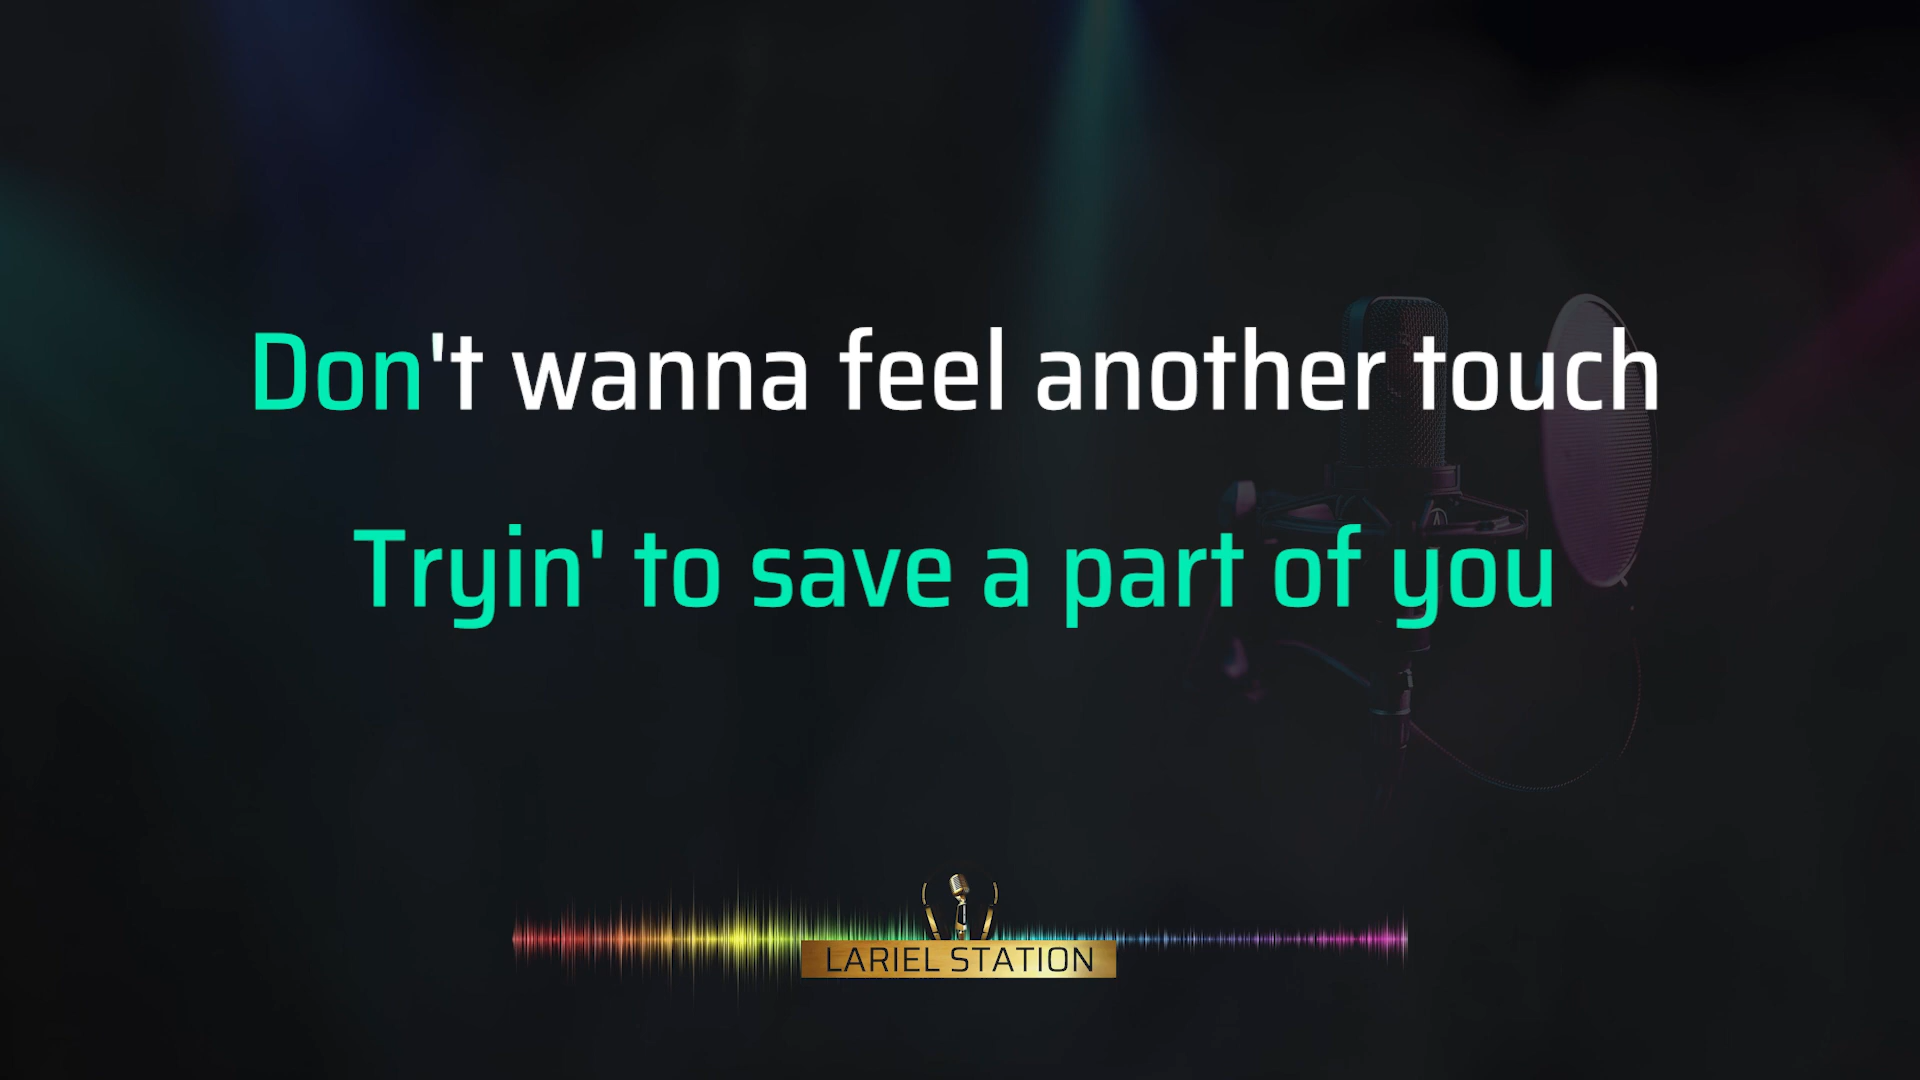 Don't wanna feel another touch
Tryin' to save a part of you
LARIEL STATION